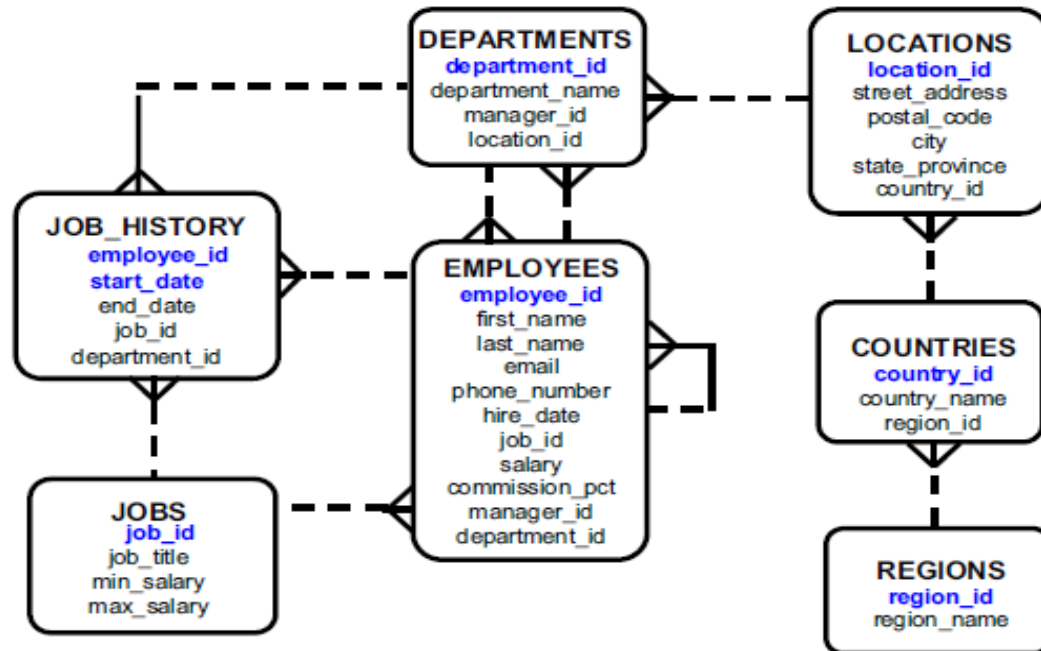 DEPARTMENTS
department_id
department_name
manager_id
location_id
LOCATIONS
location_id
street_address
postal_code
city
state_province
country_id
JOB_HISTORY
employee_id
start_date
end_date
job_id
department_id
EMPLOYEES
employee_id
first_name
last_name
email
phone_number
hire_date
job_id
salary
commission_pct
manager_id
department_id
COUNTRIES
country_id
country_name
region_id
JOBS
job_id
job_title
min_salary
max_salary
REGIONS
region_id
region_name